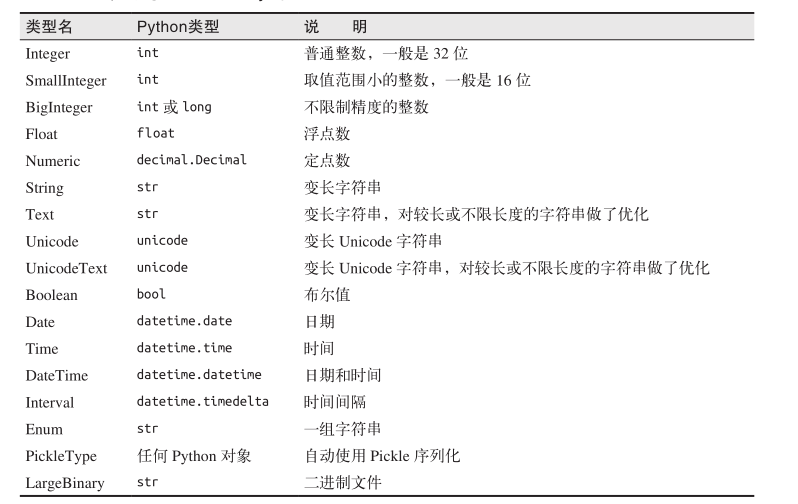 类型名 Python类型 说 明
Integer int 普通整数，一般是 32 位
SmallInteger int 取值范围小的整数，一般是 16 位
BigInteger int 或 long 不限制精度的整数
Float float 浮点数
Numeric decimal.Decimal 定点数
String str 变长字符串
Text str 变长字符串，对较长或不限长度的字符串做了优化
Unicode unicode 变长 Unicode 字符串
UnicodeText unicode 变长 Unicode 字符串，对较长或不限长度的字符串做了优化
Boolean bool 布尔值
Date datetime.date 日期
Time datetime.time 时间
DateTime datetime.datetime 日期和时间
Interval datetime.timedelta 时间间隔
Enum str 一组字符串
PickleType 任何 Python 对象 自动使用 Pickle 序列化
LargeBinary str 二进制文件